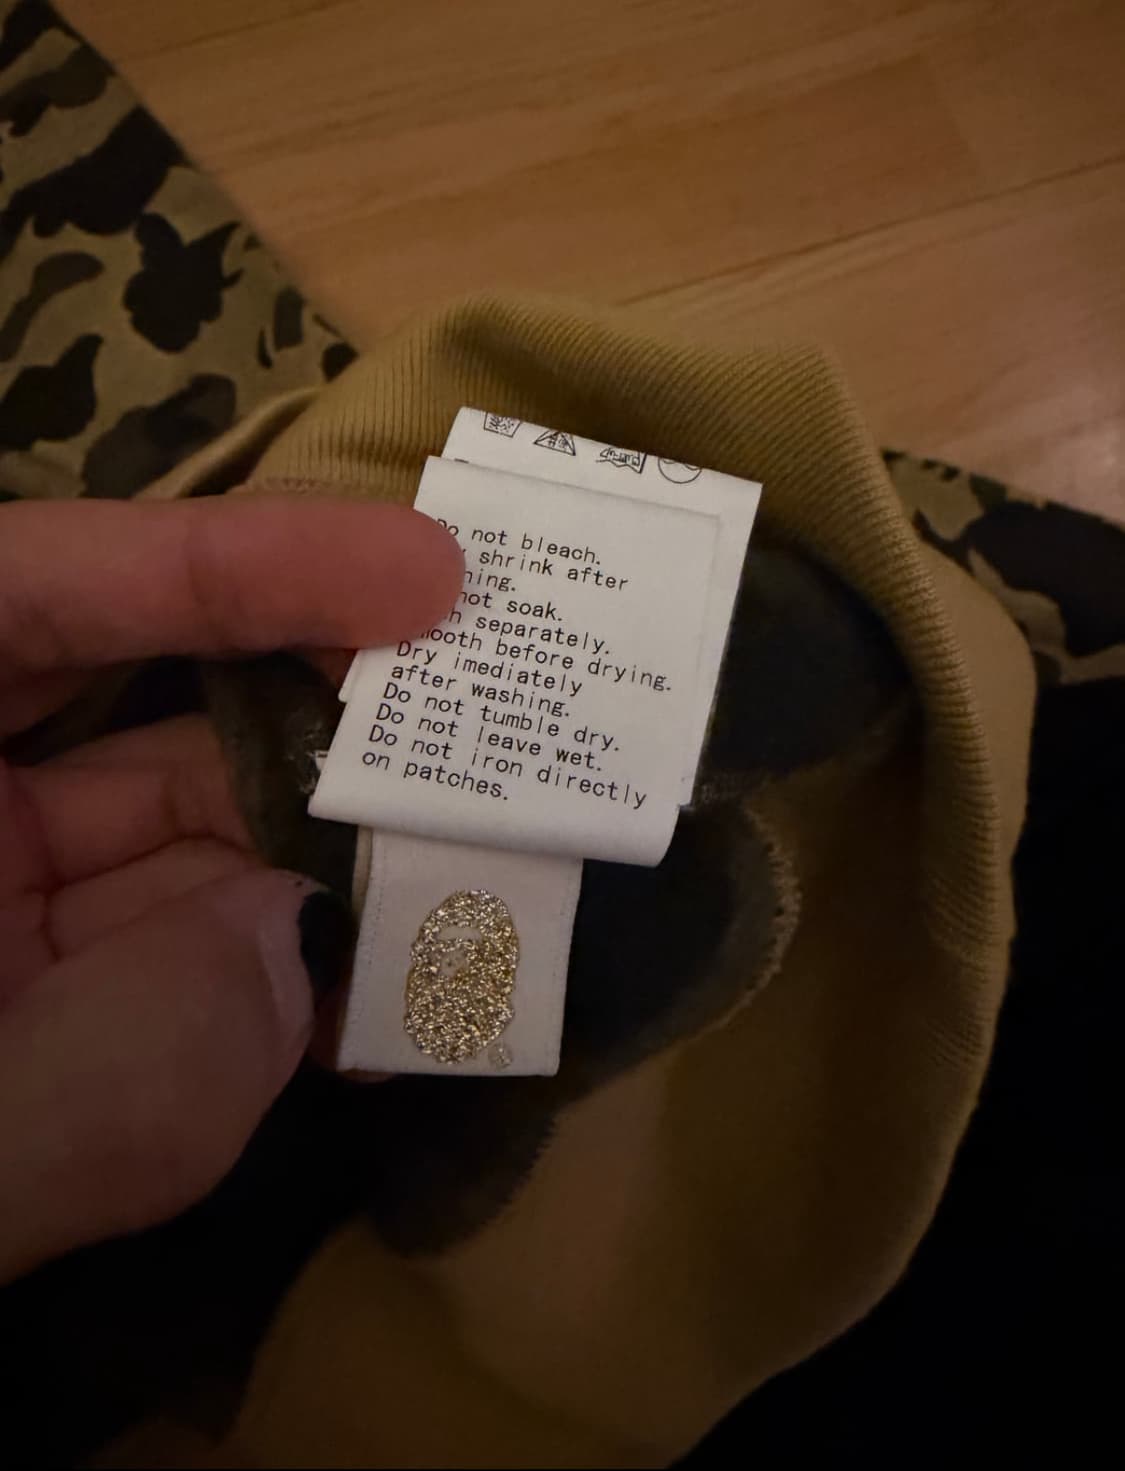 not bleach.
shrink after
not soak.
separately.
before drying.
Dry imediately
after washing.
Do not tumble dry.
Do not leave wet.
Do not iron directly
on patches.